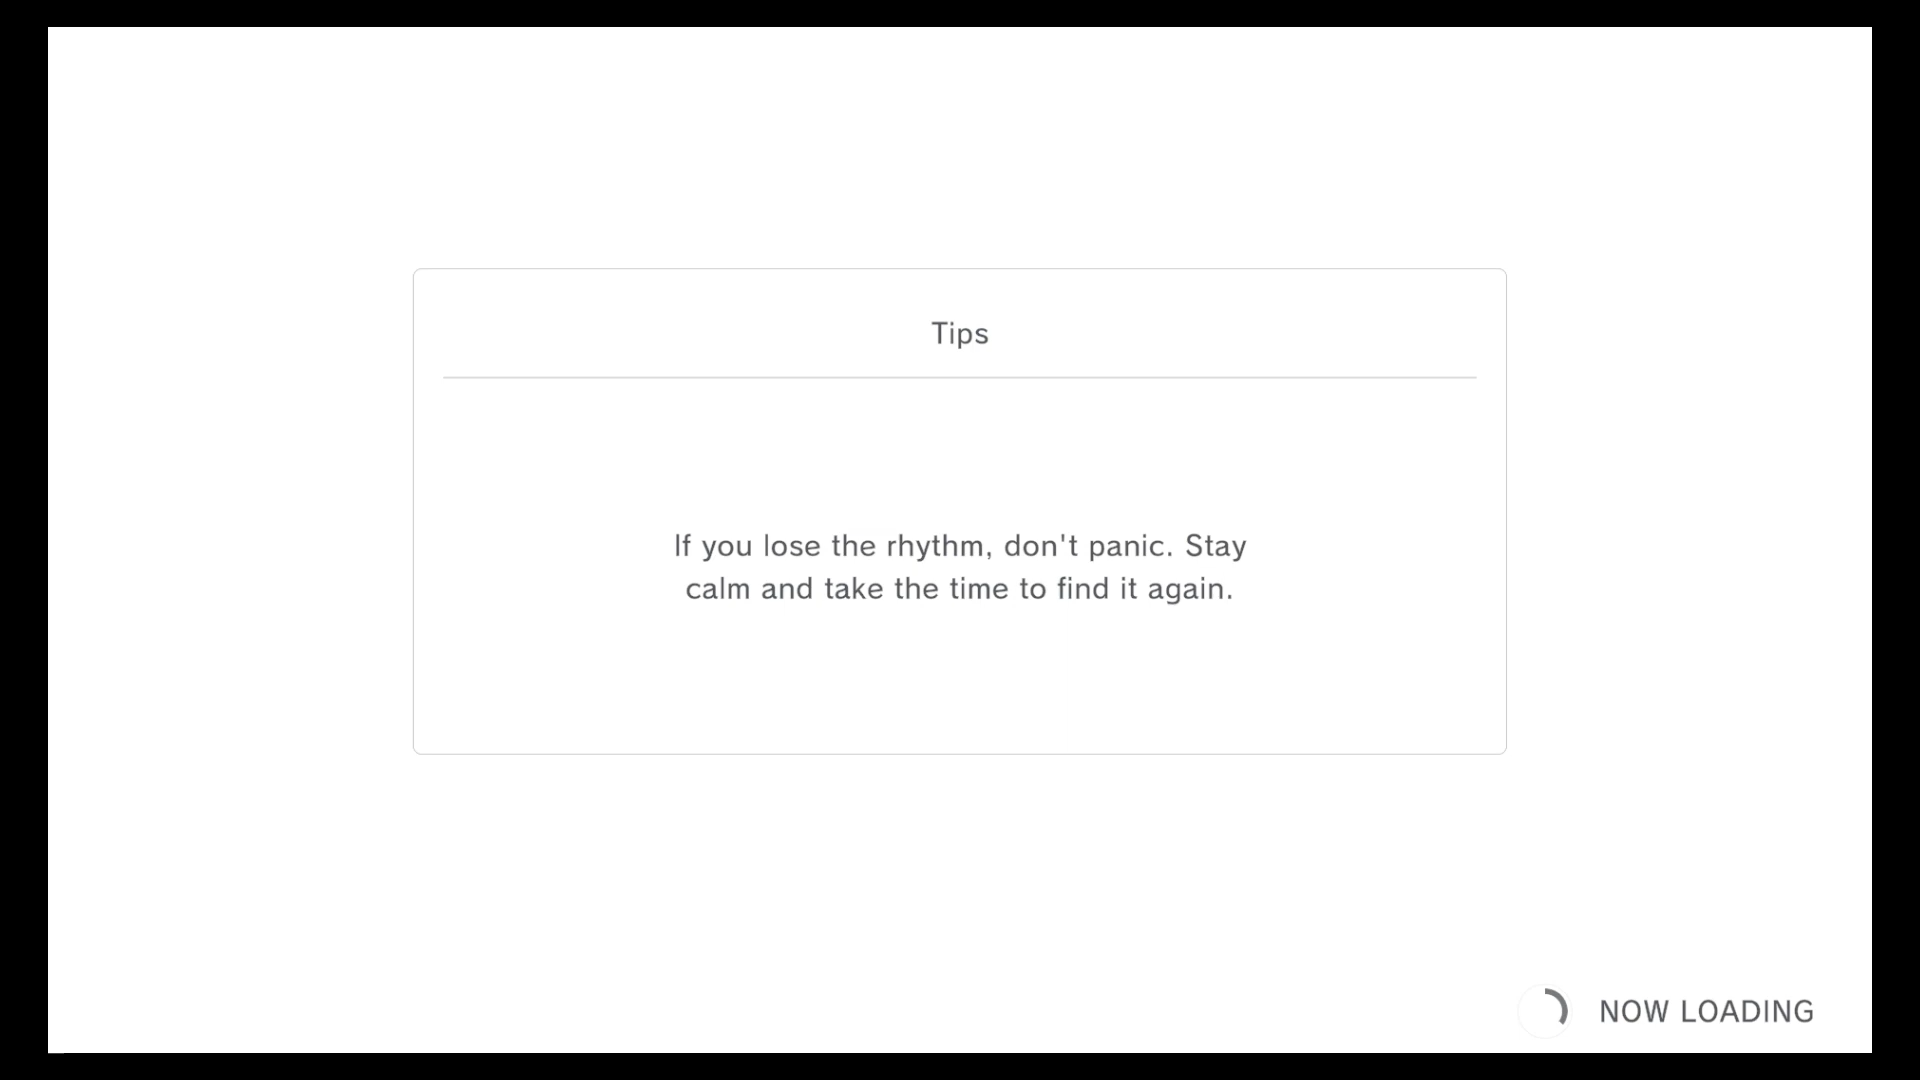 Tips
If you lose the rhythm, don't panic. Stay
calm and take the time to find it again.
NOW LOADING